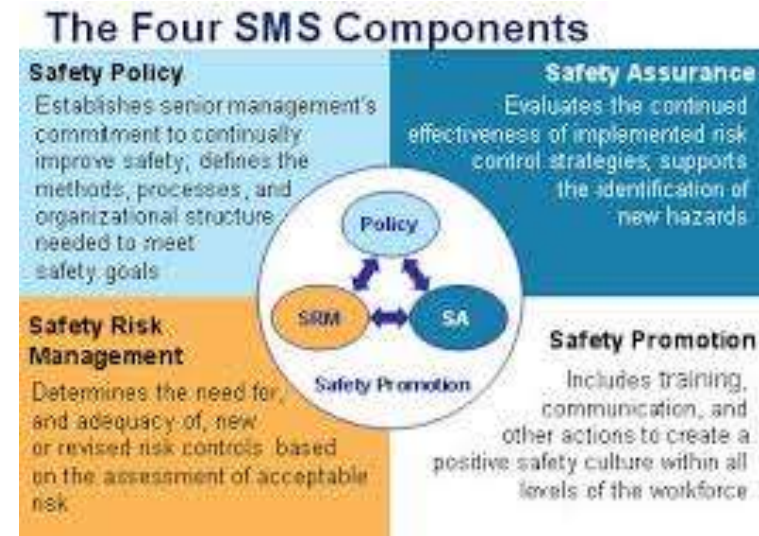 The Four SMS Components
Safety Policy
Establishes senior management's
commitment to continually
improve safety; defines the
methods, processes, and
organizational structure
needed to meet
safety goals
Safety Assurance
Evaluates the continued
effectiveness of implemented risk
control strategies; supports
the identification of
new hazards
Policy
SRM
SA
Safety Promotion
Safety Risk
Management
Determines the need for,
and adequacy of, new
or revised risk controls based
on the assessment of acceptable
risk
Safety Promotion
Includes training,
communication, and
other actions to create a
positive safety culture within all
levels of the workforce